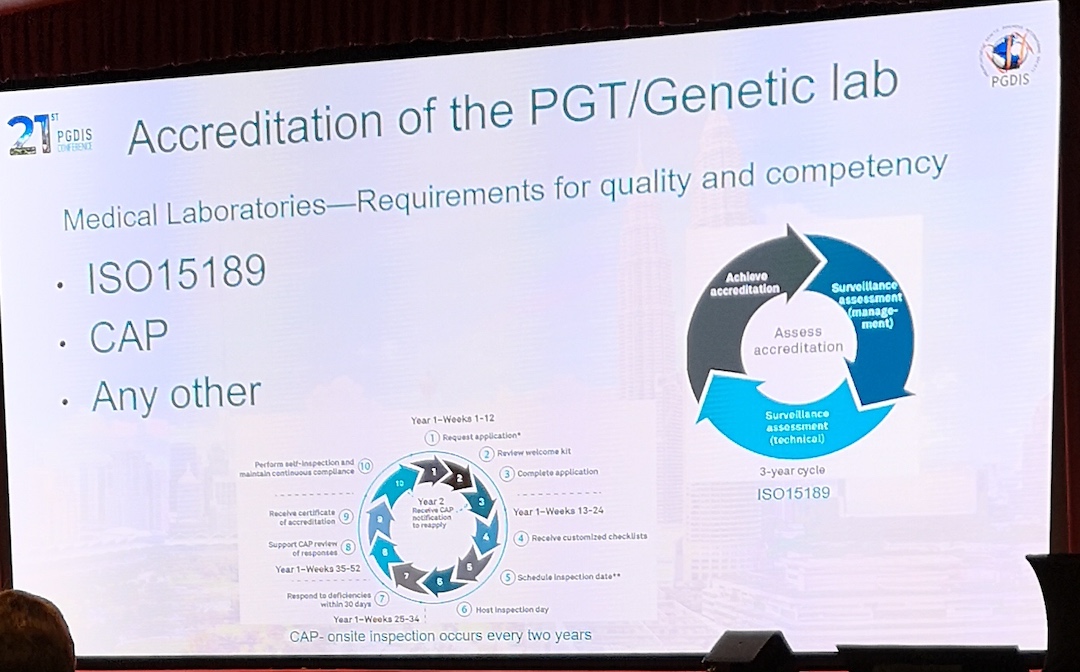 21ST
PGDIS
CONFERENCE
Accreditation of the PGT/Genetic lab
PGDIS
Medical Laboratories—Requirements for quality and competency
• ISO15189
• CAP
• Any other
Achieve
accreditation
Surveillance
assessment
(manage-
ment)
Assess
accreditation
Surveillance
assessment
(technical)
3-year cycle
ISO15189
Year 1–Weeks 1-12
1 Request application*
2 Review welcome kit
3 Complete application
Year 1–Weeks 13-24
4 Receive customized checklists
5 Schedule inspection date**
6 Host inspection day
Year 1–Weeks 25-34
Respond to deficiencies 7
within 30 days
Year 1–Weeks 35-52
Support CAP review 8
of responses
Receive certificate 9
of accreditation
Perform self-inspection and 10
maintain continuous compliance
1
2
3
4
5
6
7
8
9
10
Year 2
Receive CAP
notification
to reapply
CAP- onsite inspection occurs every two years